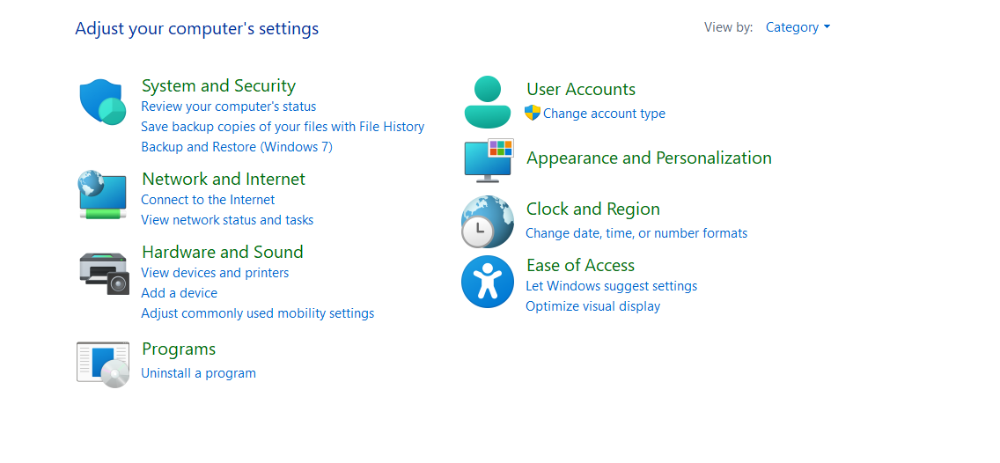 Adjust your computer's settings
View by: Category
System and Security
Review your computer's status
Save backup copies of your files with File History
Backup and Restore (Windows 7)
Network and Internet
Connect to the Internet
View network status and tasks
Hardware and Sound
View devices and printers
Add a device
Adjust commonly used mobility settings
Programs
Uninstall a program
User Accounts
Change account type
Appearance and Personalization
Clock and Region
Change date, time, or number formats
Ease of Access
Let Windows suggest settings
Optimize visual display